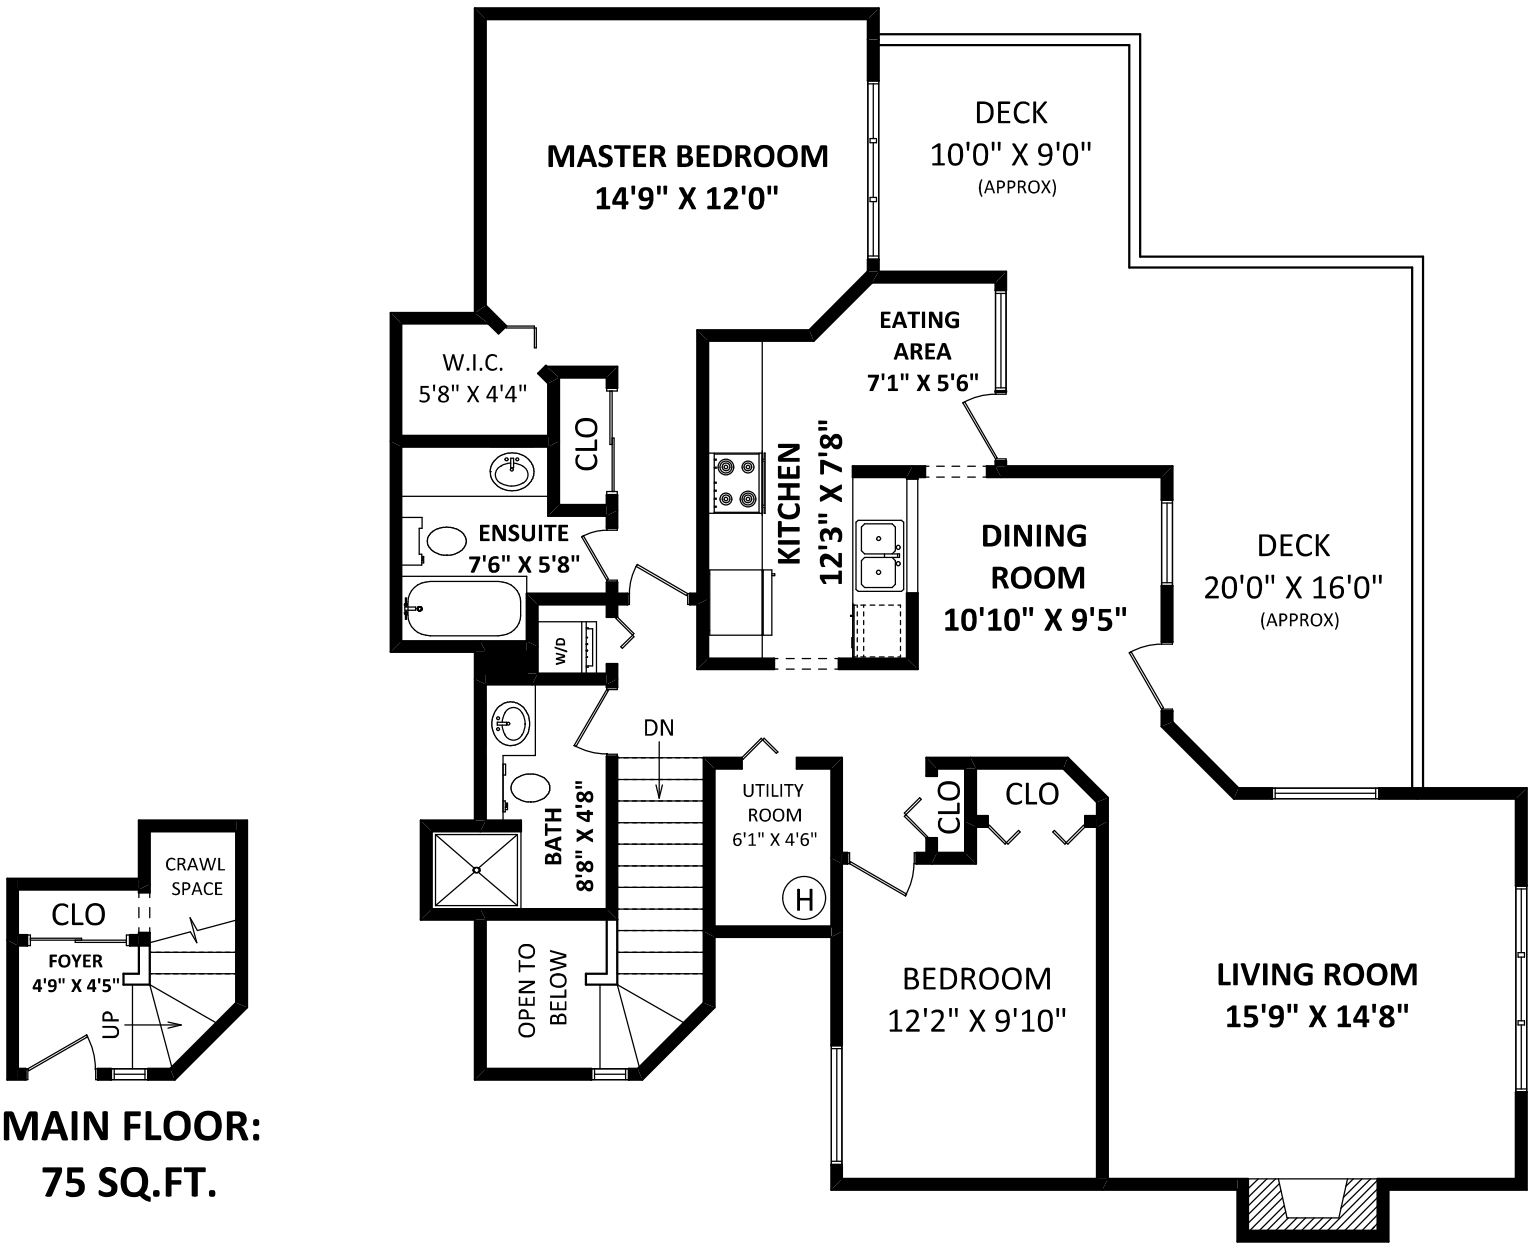 MASTER BEDROOM
14'9" X 12'0"
DECK
10'0" X 9'0"
(APPROX)
EATING
AREA
7'1" X 5'6"
W.I.C.
5'8" X 4'4"
CLO
KITCHEN
12'3" X 7'8"
ENSUITE
7'6" X 5'8"
DINING
ROOM
10'10" X 9'5"
DECK
20'0" X 16'0"
(APPROX)
W/D
DN
BATH
8'8" X 4'8"
UTILITY
ROOM
6'1" X 4'6"
H
CLO
CLO
OPEN TO
BELOW
BEDROOM
12'2" X 9'10"
LIVING ROOM
15'9" X 14'8"
CRAWL
SPACE
CLO
FOYER
4'9" X 4'5"
UP
MAIN FLOOR:
75 SQ.FT.